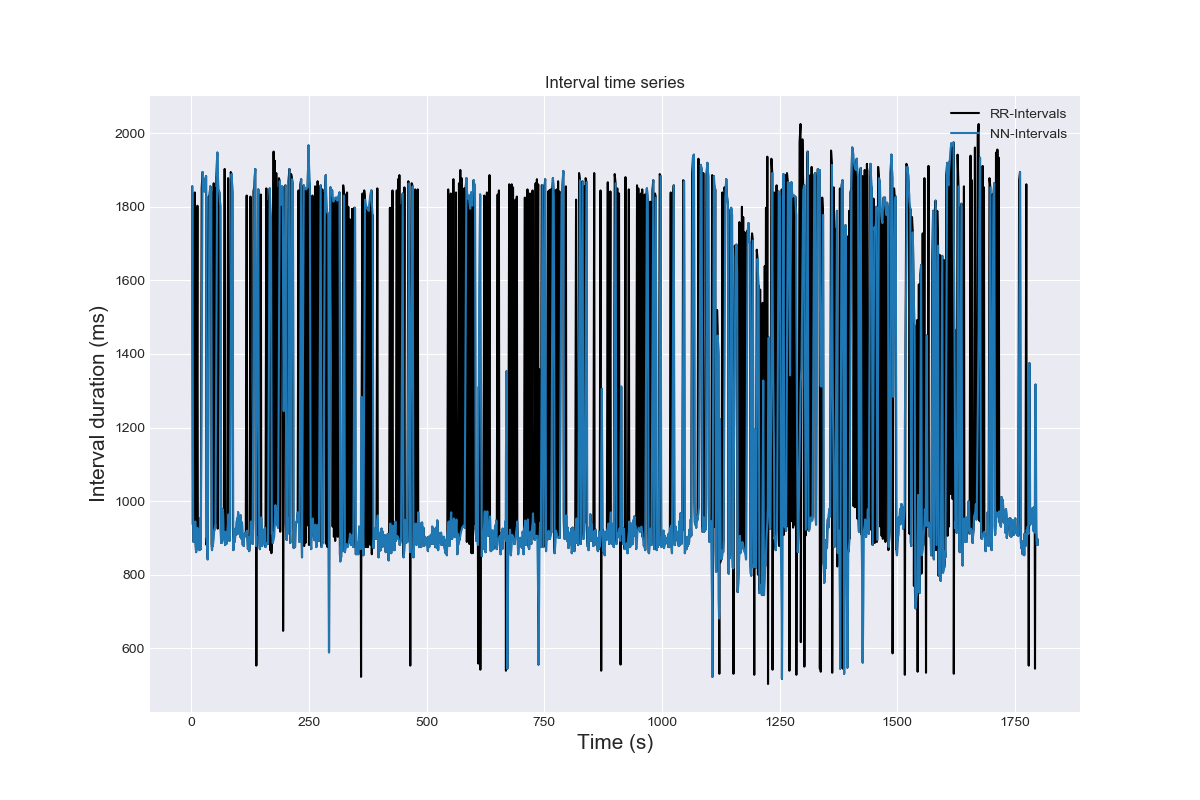 Interval time series
RR-Intervals
NN-Intervals
2000
1800
1600
1400
1200
1000
800
600
Interval duration (ms)
0 250 500 750 1000 1250 1500 1750
Time (s)